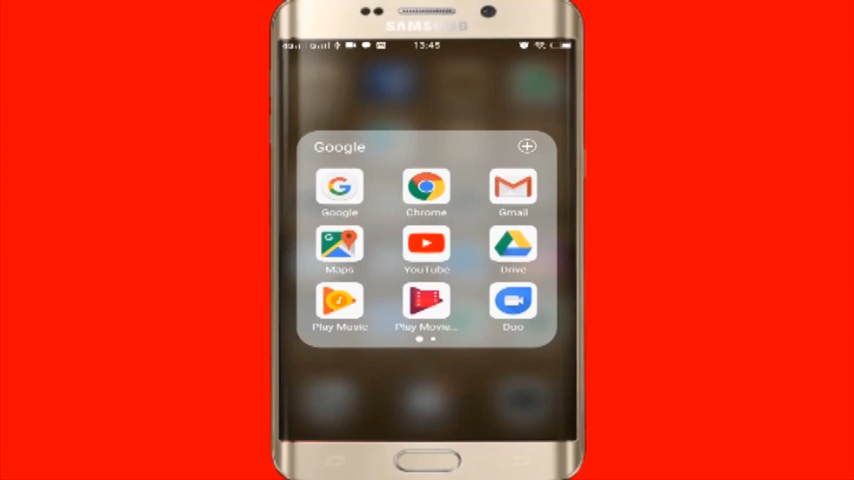 SAMSUNG
13:45
Google
Google Chrome Gmail
Maps YouTube Drive
Play Music Play Movie... Duo